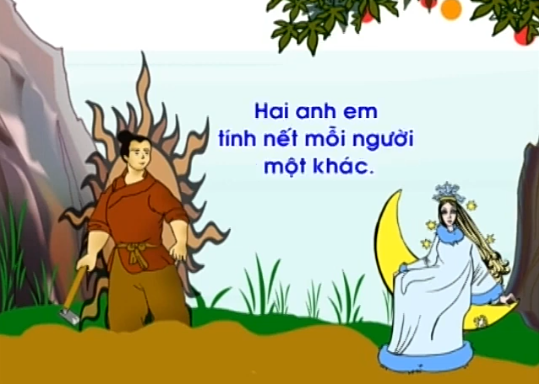 Hai anh em
tính nết mỗi người
một khác.